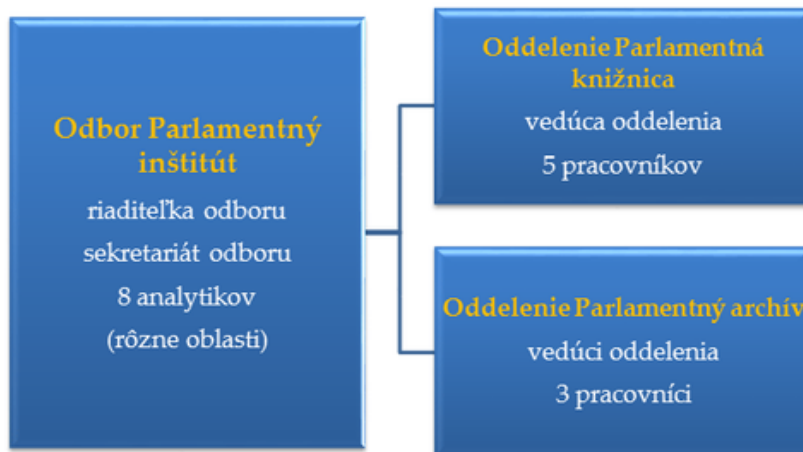 Odbor Parlamentný
inštitút
riaditeľka odboru
sekretariát odboru
8 analytikov
(rôzne oblasti)
Oddelenie Parlamentná
knižnica
vedúca oddelenia
5 pracovníkov
Oddelenie Parlamentný archív
vedúci oddelenia
3 pracovníci